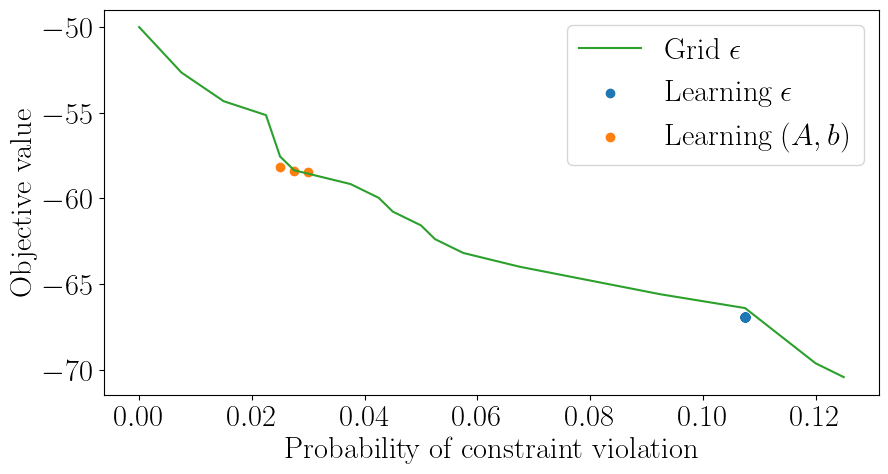 Grid ϵ
Learning ϵ
Learning (A, b)
Objective value
−50
−55
−60
−65
−70
0.00 0.02 0.04 0.06 0.08 0.10 0.12
Probability of constraint violation